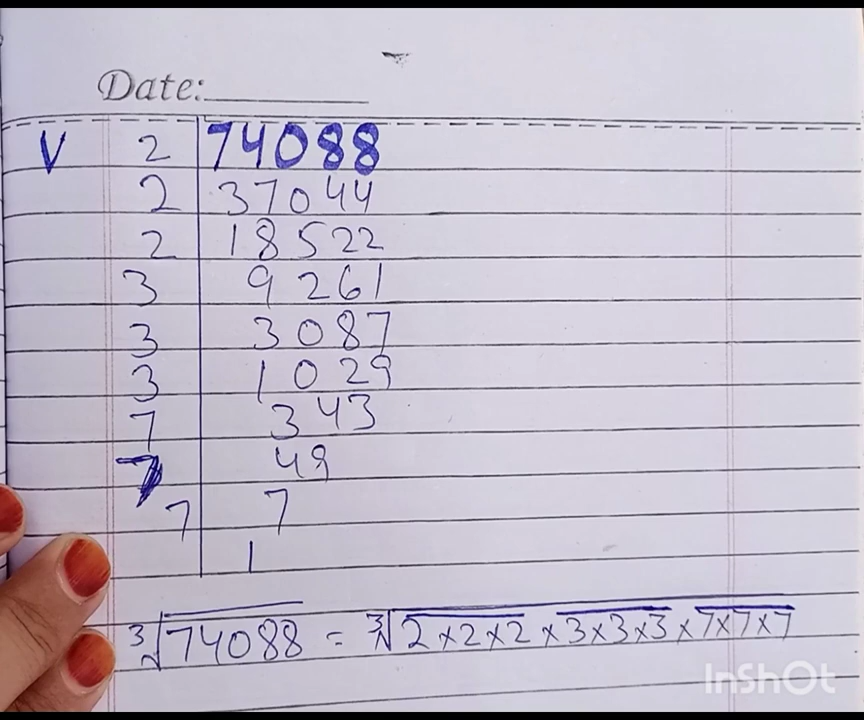 Date:
V 2 74088
2 37044
2 18522
3 9261
3 3087
3 1029
7 343
7 49
7 7
1
∛74088 = ∛2×2×2×3×3×3×7×7×7
InShOt